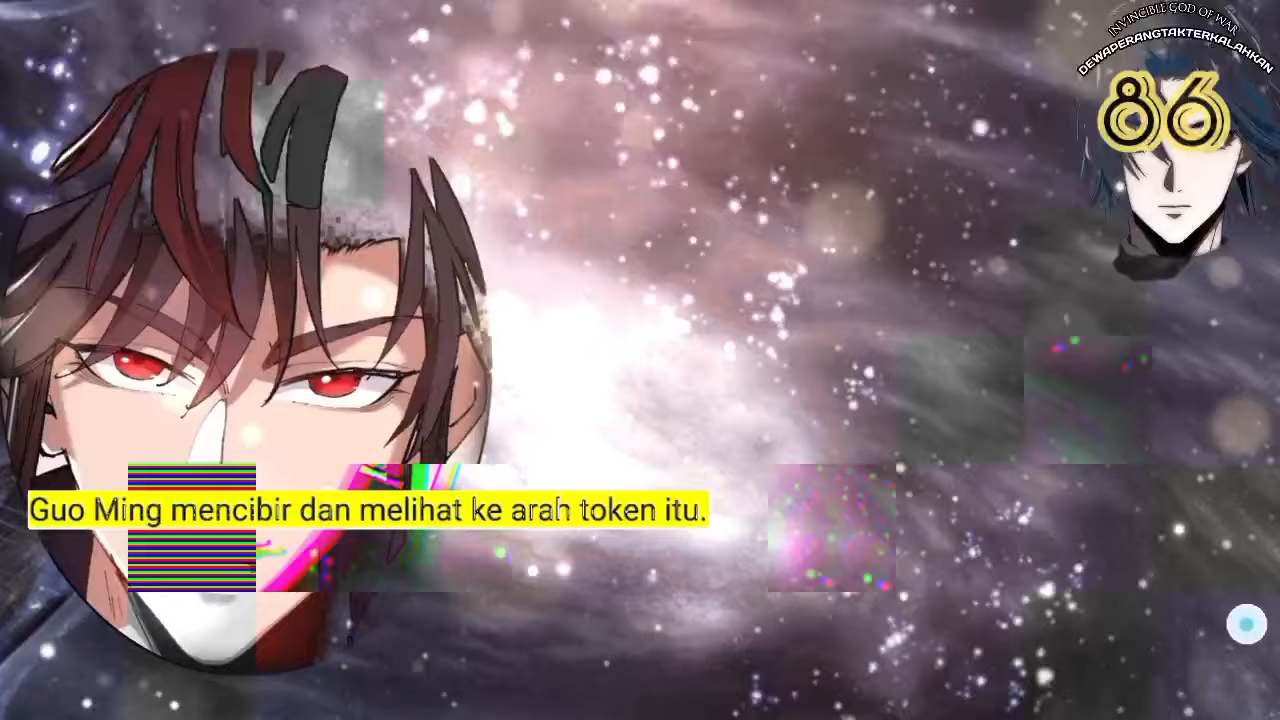 INVINCIBLE GOD OF WAR
DEWAPERANGTAKTERKALAHKAN
86
Guo Ming mencibir dan melihat ke arah token itu.